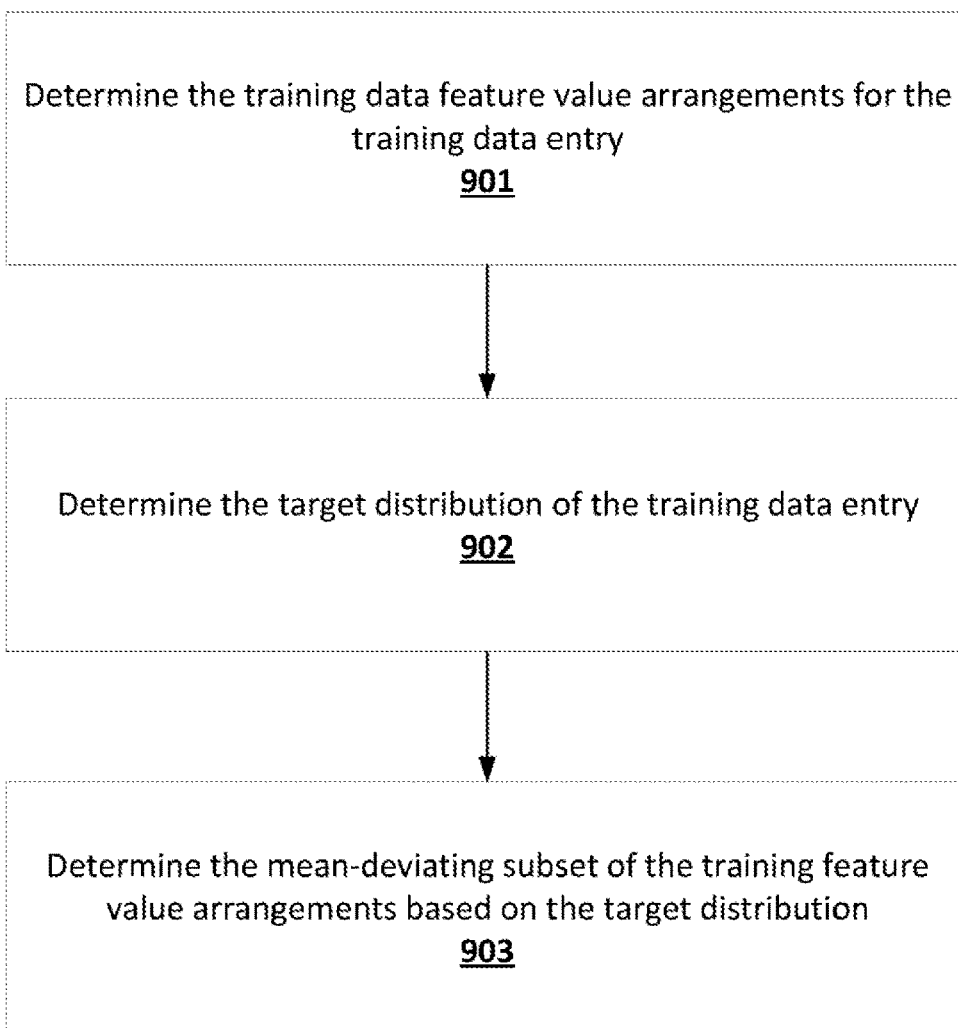 Determine the training data feature value arrangements for the
training data entry
901
Determine the target distribution of the training data entry
902
Determine the mean-deviating subset of the training feature
value arrangements based on the target distribution
903